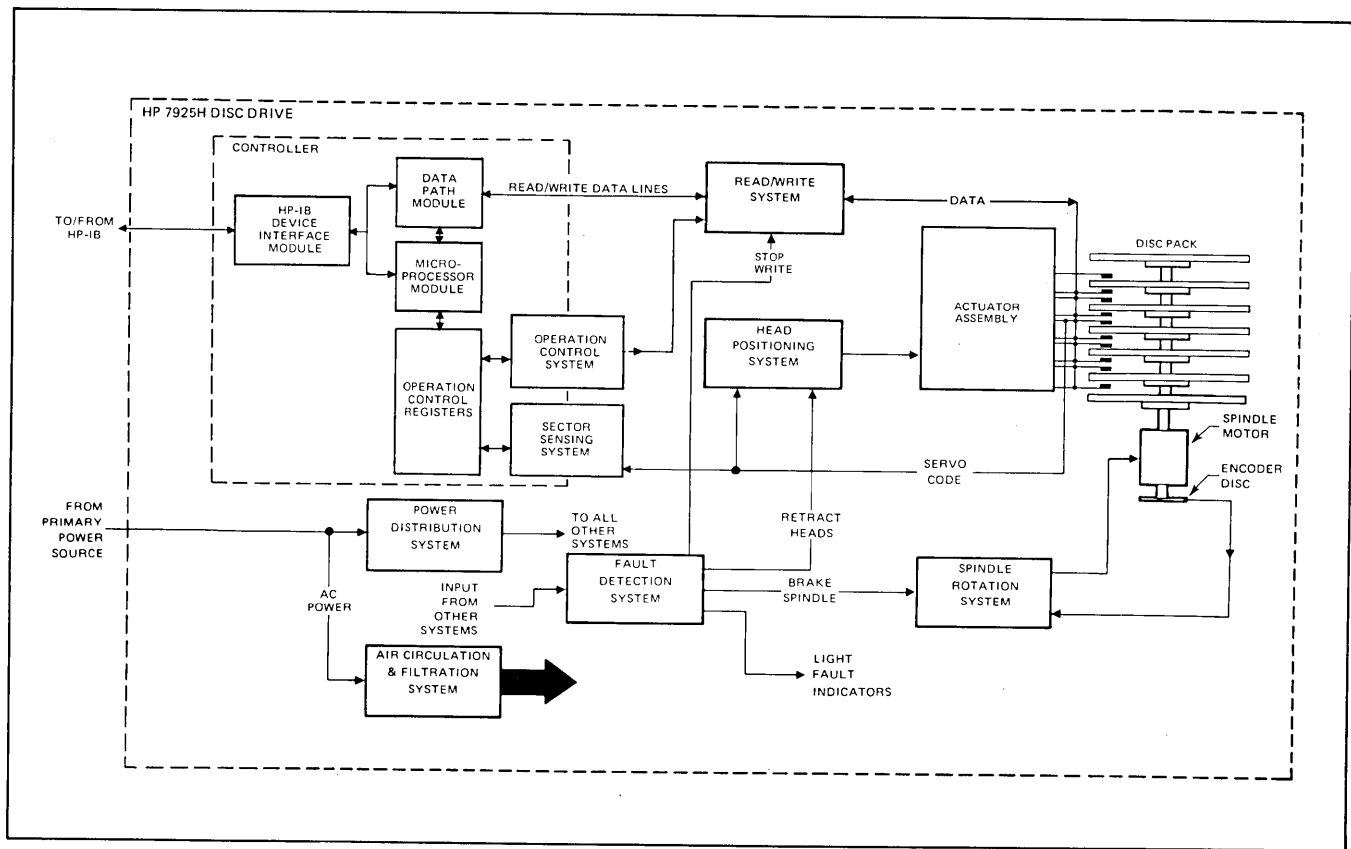 HP 7925H DISC DRIVE
CONTROLLER
DATA
PATH
MODULE
READ/WRITE DATA LINES
READ/WRITE
SYSTEM
DATA
TO/FROM
HP-IB
HP-IB
DEVICE
INTERFACE
MODULE
DISC PACK
MICRO-
PROCESSOR
MODULE
STOP
WRITE
ACTUATOR
ASSEMBLY
OPERATION
CONTROL
SYSTEM
HEAD
POSITIONING
SYSTEM
OPERATION
CONTROL
REGISTERS
SECTOR
SENSING
SYSTEM
SERVO
CODE
SPINDLE
MOTOR
ENCODER
DISC
FROM
PRIMARY
POWER
SOURCE
POWER
DISTRIBUTION
SYSTEM
TO ALL
OTHER
SYSTEMS
RETRACT
HEADS
AC
POWER
INPUT
FROM
OTHER
SYSTEMS
FAULT
DETECTION
SYSTEM
BRAKE
SPINDLE
SPINDLE
ROTATION
SYSTEM
AIR CIRCULATION
& FILTRATION
SYSTEM
LIGHT
FAULT
INDICATORS